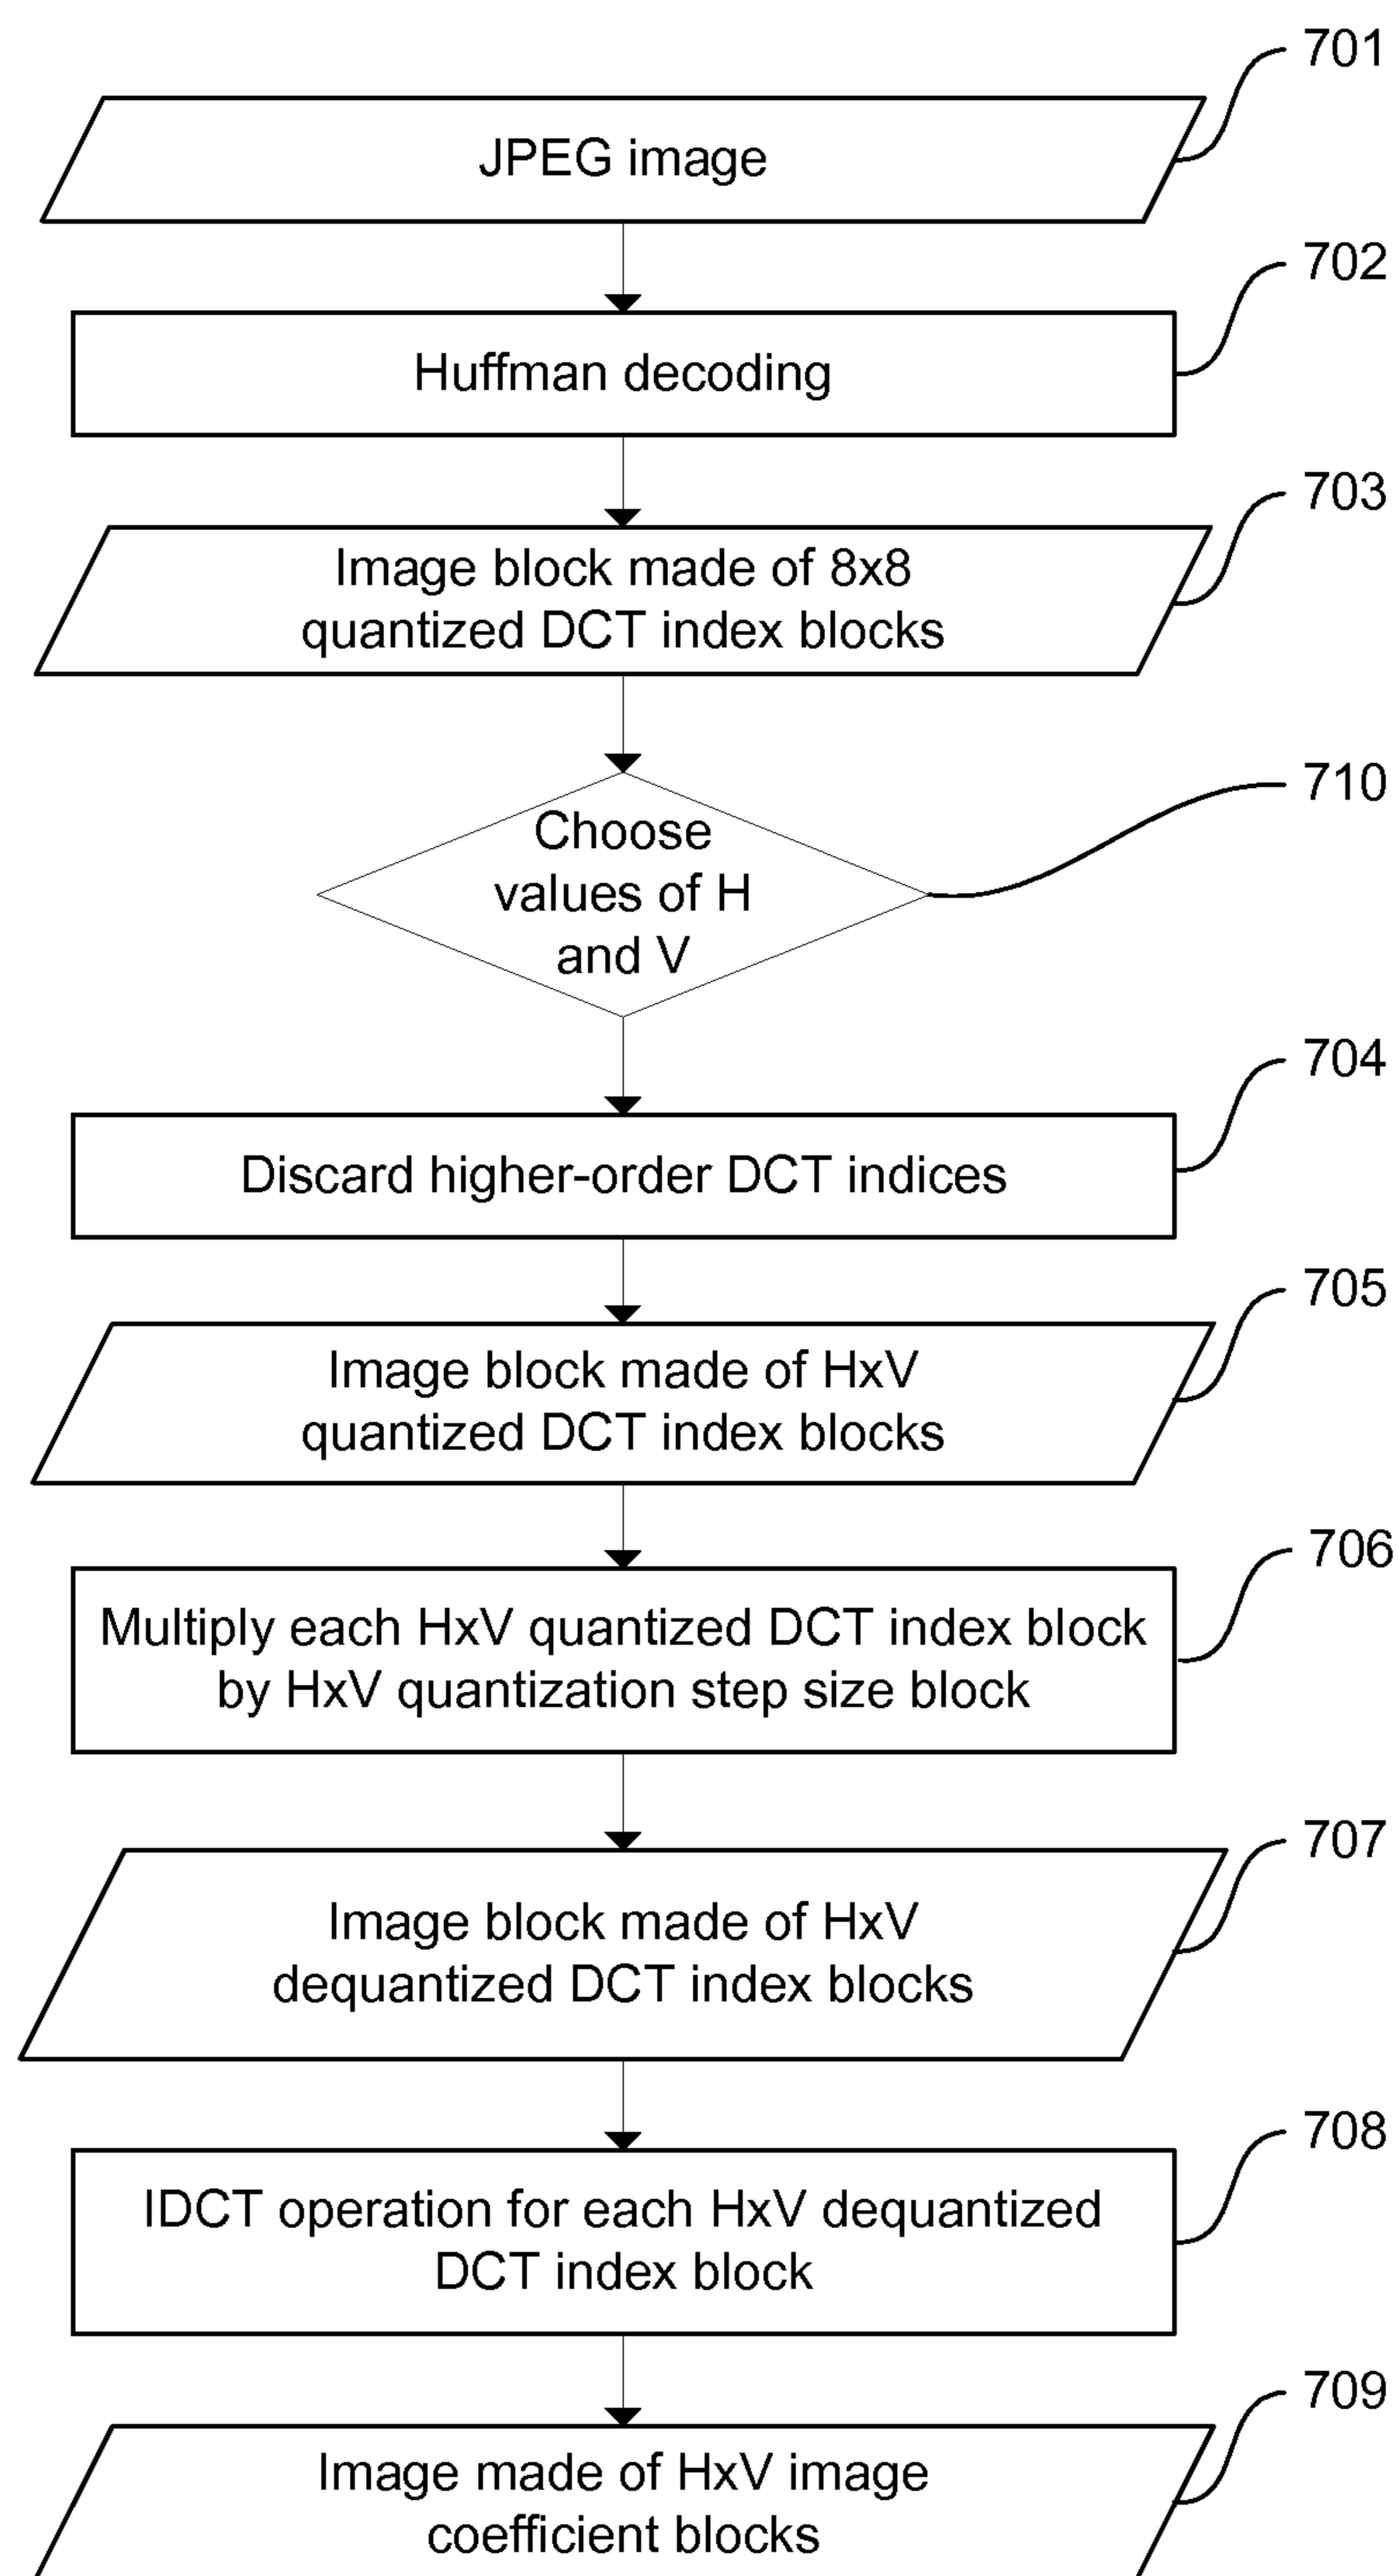 701
JPEG image
702
Huffman decoding
703
Image block made of 8x8
quantized DCT index blocks
710
Choose
values of H
and V
704
Discard higher-order DCT indices
705
Image block made of HxV
quantized DCT index blocks
706
Multiply each HxV quantized DCT index block
by HxV quantization step size block
707
Image block made of HxV
dequantized DCT index blocks
708
IDCT operation for each HxV dequantized
DCT index block
709
Image made of HxV image
coefficient blocks